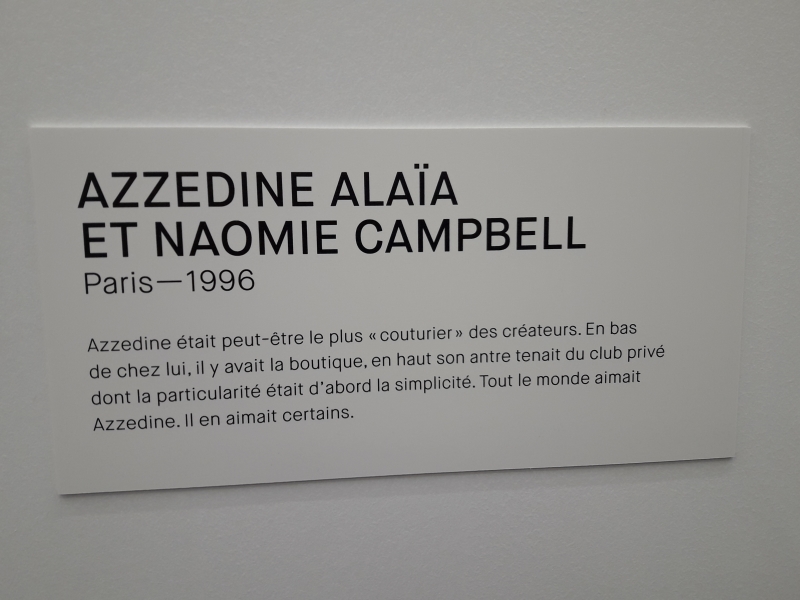 AZZEDINE ALAÏA
ET NAOMIE CAMPBELL
Paris—1996
Azzedine était peut-être le plus « couturier » des créateurs. En bas
de chez lui, il y avait la boutique, en haut son antre tenait du club privé
dont la particularité était d'abord la simplicité. Tout le monde aimait
Azzedine. Il en aimait certains.